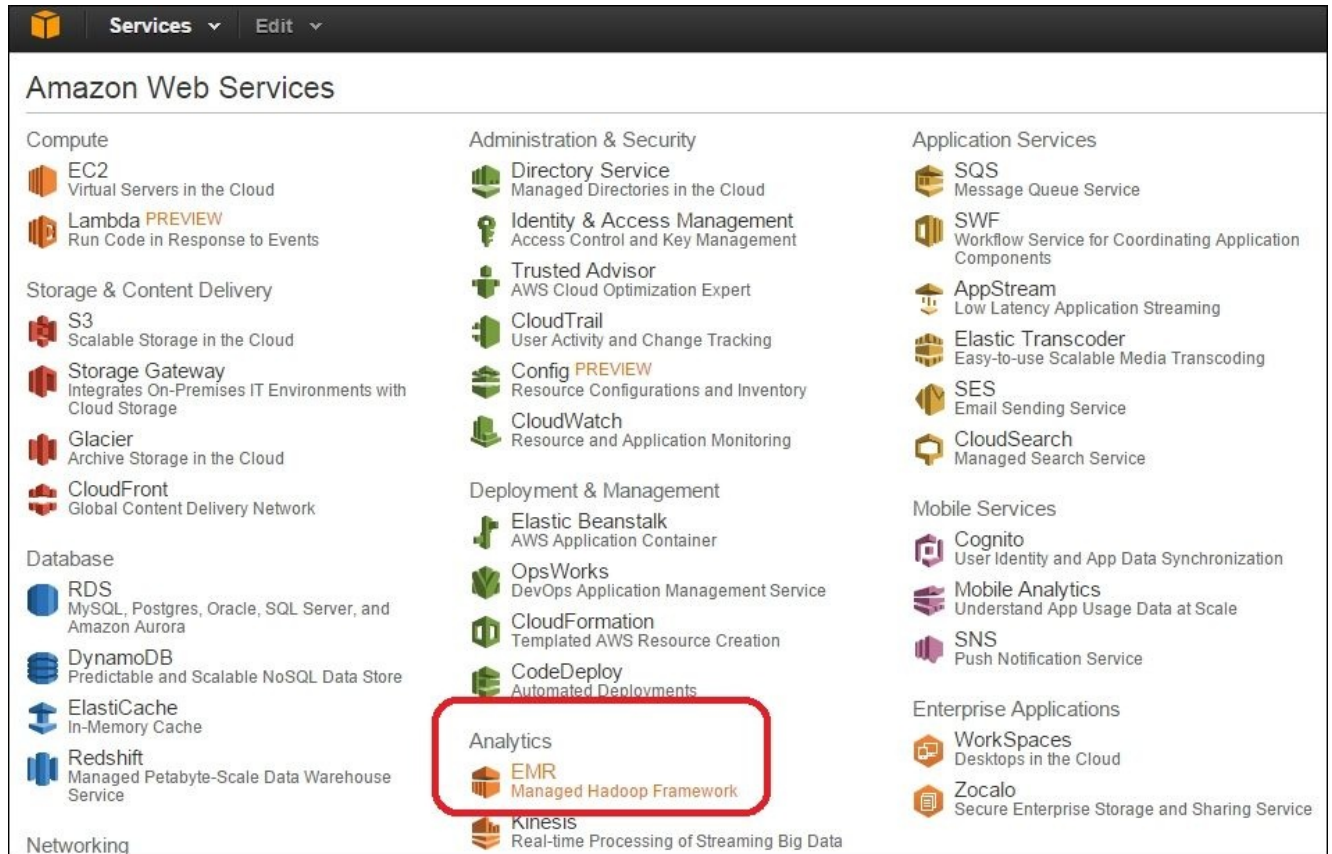 Services Edit
Amazon Web Services
Compute
EC2
Virtual Servers in the Cloud
Lambda PREVIEW
Run Code in Response to Events
Storage & Content Delivery
S3
Scalable Storage in the Cloud
Storage Gateway
Integrates On-Premises IT Environments with
Cloud Storage
Glacier
Archive Storage in the Cloud
CloudFront
Global Content Delivery Network
Database
RDS
MySQL, Postgres, Oracle, SQL Server, and
Amazon Aurora
DynamoDB
Predictable and Scalable NoSQL Data Store
ElastiCache
In-Memory Cache
Redshift
Managed Petabyte-Scale Data Warehouse
Service
Networking
Administration & Security
Directory Service
Managed Directories in the Cloud
Identity & Access Management
Access Control and Key Management
Trusted Advisor
AWS Cloud Optimization Expert
CloudTrail
User Activity and Change Tracking
Config PREVIEW
Resource Configurations and Inventory
CloudWatch
Resource and Application Monitoring
Deployment & Management
Elastic Beanstalk
AWS Application Container
OpsWorks
DevOps Application Management Service
CloudFormation
Templated AWS Resource Creation
CodeDeploy
Automated Deployments
Analytics
EMR
Managed Hadoop Framework
Kinesis
Real-time Processing of Streaming Big Data
Application Services
SQS
Message Queue Service
SWF
Workflow Service for Coordinating Application
Components
AppStream
Low Latency Application Streaming
Elastic Transcoder
Easy-to-use Scalable Media Transcoding
SES
Email Sending Service
CloudSearch
Managed Search Service
Mobile Services
Cognito
User Identity and App Data Synchronization
Mobile Analytics
Understand App Usage Data at Scale
SNS
Push Notification Service
Enterprise Applications
WorkSpaces
Desktops in the Cloud
Zocalo
Secure Enterprise Storage and Sharing Service